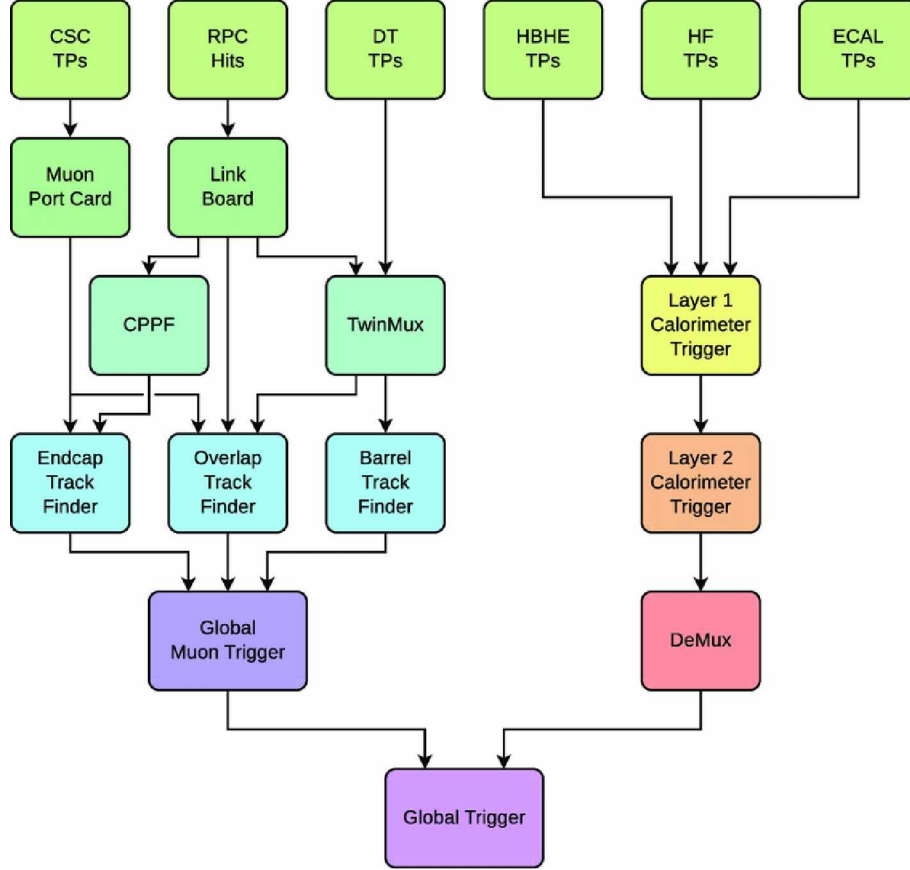 CSC
TPs
RPC
Hits
DT
TPs
HBHE
TPs
HF
TPs
ECAL
TPs
Muon
Port Card
Link
Board
CPPF
TwinMux
Layer 1
Calorimeter
Trigger
Endcap
Track
Finder
Overlap
Track
Finder
Barrel
Track
Finder
Layer 2
Calorimeter
Trigger
Global
Muon Trigger
DeMux
Global Trigger